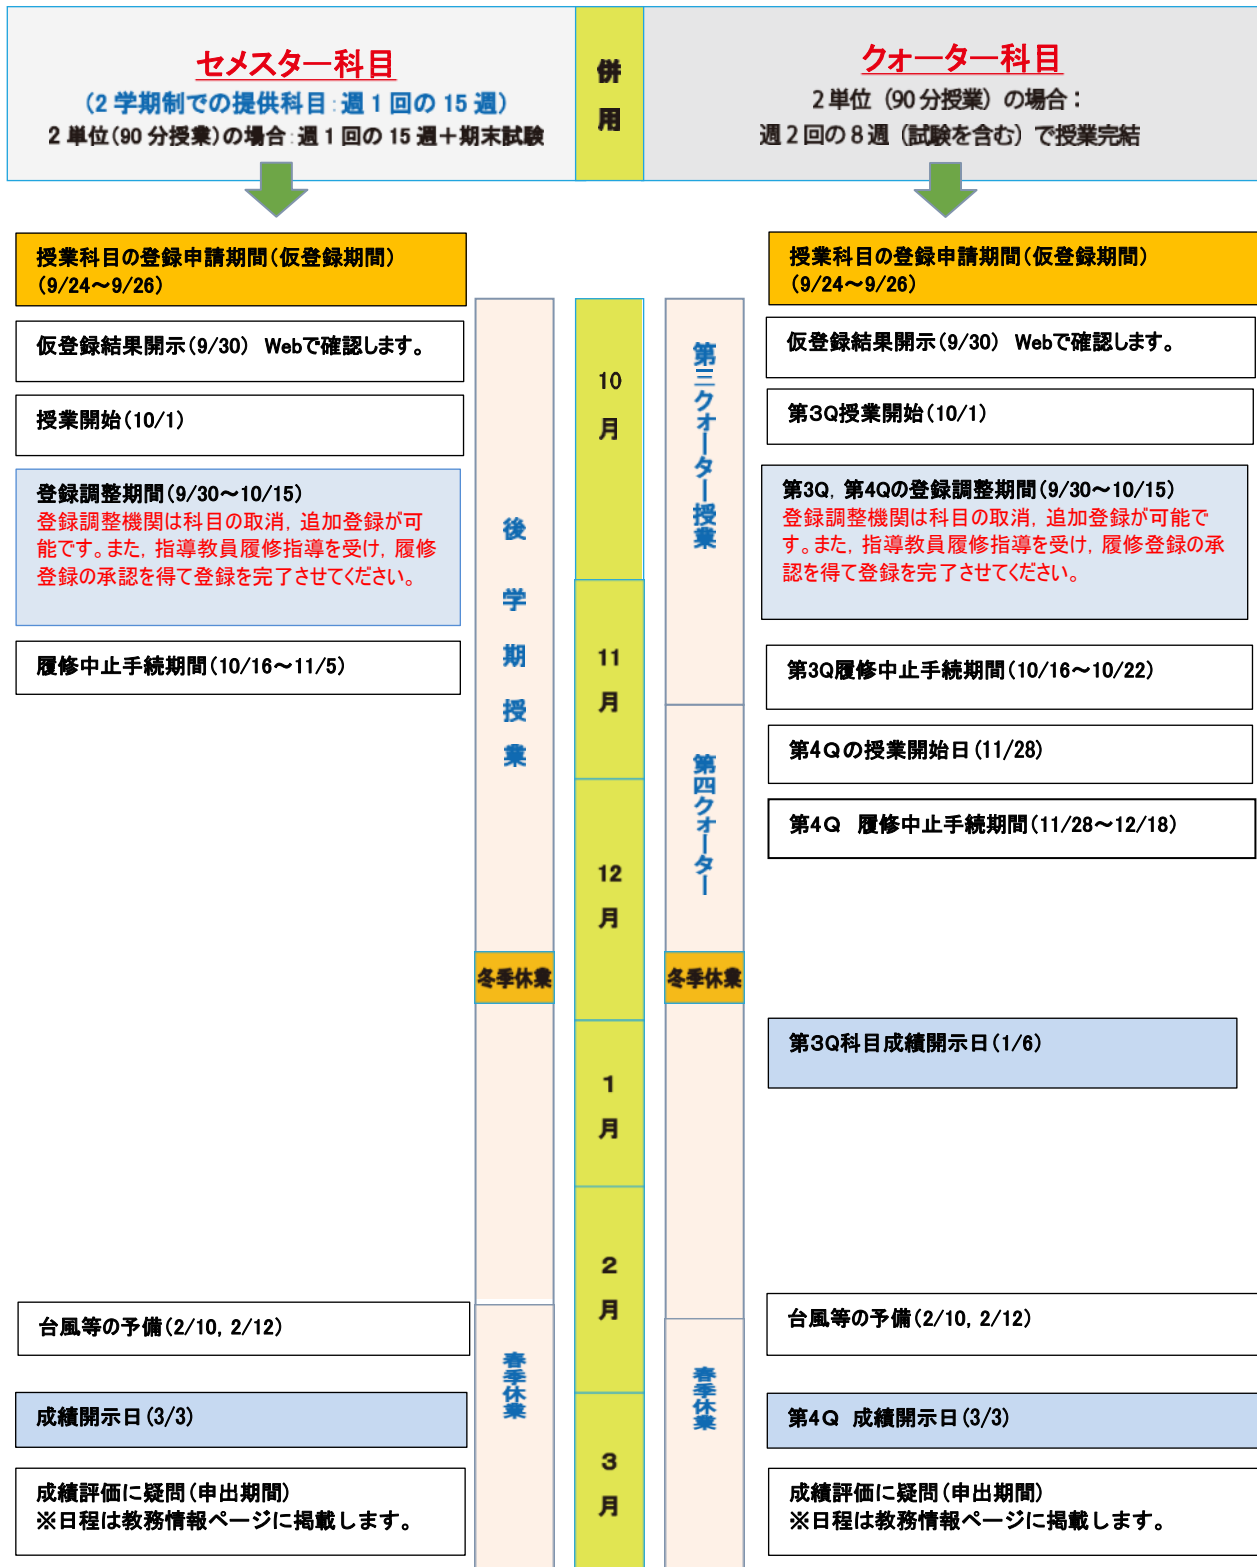 セメスター科目
(2 学期制での提供科目:週 1 回の 15 週)
2 単位(90 分授業)の場合:週 1 回の 15 週＋期末試験
併
用
クォーター科目
2 単位（90 分授業）の場合：
週 2 回の 8 週（試験を含む）で授業完結
授業科目の登録申請期間(仮登録期間)
(9/24～9/26)
仮登録結果開示(9/30)　Webで確認します。
授業開始(10/1)
登録調整期間(9/30～10/15)
登録調整機関は科目の取消，追加登録が可
能です。また，指導教員履修指導を受け，履修
登録の承認を得て登録を完了させてください。
履修中止手続期間(10/16～11/5)
台風等の予備(2/10，2/12)
成績開示日(3/3)
成績評価に疑問(申出期間)
※日程は教務情報ページに掲載します。
後学期授業
冬季休業
春季休業
10
月
11
月
12
月
1
月
2
月
3
月
第三クォーター授業
第四クォーター
冬季休業
春季休業
授業科目の登録申請期間(仮登録期間)
(9/24～9/26)
仮登録結果開示(9/30)　Webで確認します。
第3Q授業開始(10/1)
第3Q，第4Qの登録調整期間(9/30～10/15)
登録調整機関は科目の取消，追加登録が可能で
す。また，指導教員履修指導を受け，履修登録の承
認を得て登録を完了させてください。
第3Q履修中止手続期間(10/16～10/22)
第4Ｑの授業開始日(11/28)
第4Ｑ　履修中止手続期間(11/28～12/18)
第3Q科目成績開示日(1/6)
台風等の予備(2/10，2/12)
第4Ｑ　成績開示日(3/3)
成績評価に疑問(申出期間)
※日程は教務情報ページに掲載します。